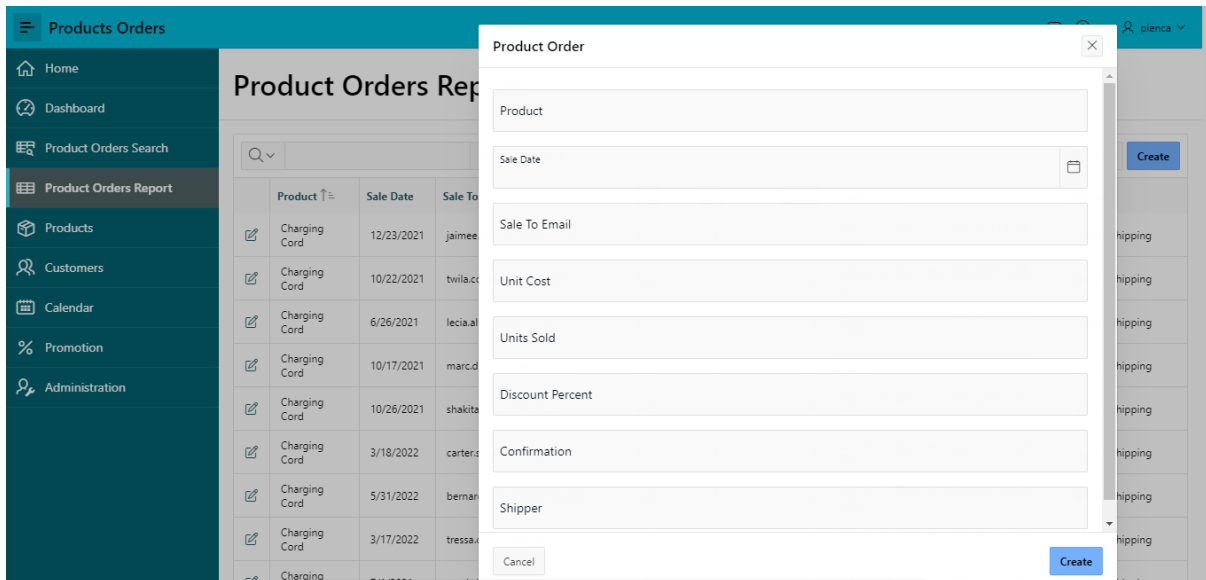 Products Orders
plenca
Home
Dashboard
Product Orders Search
Product Orders Report
Products
Customers
Calendar
Promotion
Administration
Product Orders Rep
Create
Product Sale Date Sale To
Charging
Cord
12/23/2021 jaimee. hipping
Charging
Cord
10/22/2021 twila.co hipping
Charging
Cord
6/26/2021 lecia.al hipping
Charging
Cord
10/17/2021 marc.d hipping
Charging
Cord
10/26/2021 shakita hipping
Charging
Cord
3/18/2022 carter.s hipping
Charging
Cord
5/31/2022 bernar hipping
Charging
Cord
3/17/2022 tressa. hipping
Charging
Product Order
Product
Sale Date
Sale To Email
Unit Cost
Units Sold
Discount Percent
Confirmation
Shipper
Cancel
Create